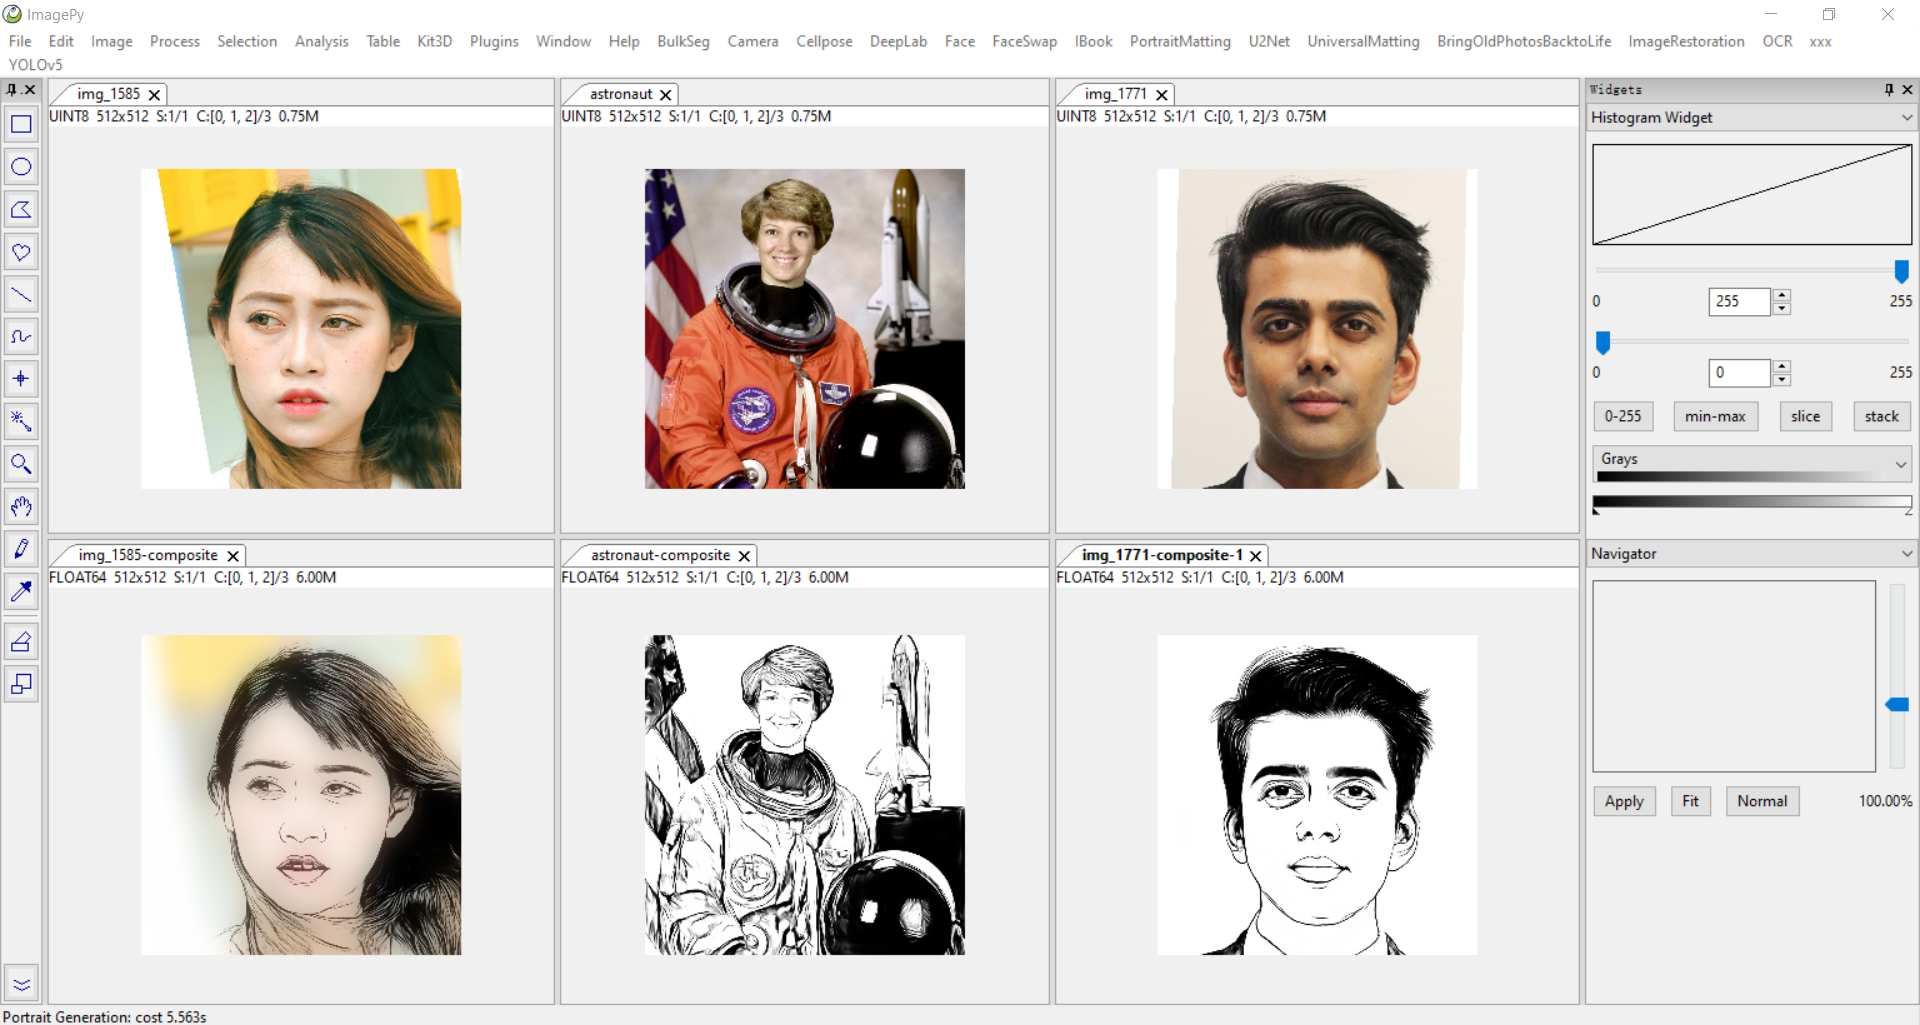 ImagePy
File Edit Image Process Selection Analysis Table Kit3D Plugins Window Help BulkSeg Camera Cellpose DeepLab Face FaceSwap IBook PortraitMatting U2Net UniversalMatting BringOldPhotosBacktoLife ImageRestoration OCR xxx
YOLOv5
img_1585
UINT8 512x512 S:1/1 C:[0, 1, 2]/3 0.75M
astronaut
UINT8 512x512 S:1/1 C:[0, 1, 2]/3 0.75M
img_1771
UINT8 512x512 S:1/1 C:[0, 1, 2]/3 0.75M
img_1585-composite
FLOAT64 512x512 S:1/1 C:[0, 1, 2]/3 6.00M
astronaut-composite
FLOAT64 512x512 S:1/1 C:[0, 1, 2]/3 6.00M
img_1771-composite-1
FLOAT64 512x512 S:1/1 C:[0, 1, 2]/3 6.00M
Widgets
Histogram Widget
0 255 255
0 0 255
0-255 min-max slice stack
Grays
Navigator
Apply Fit Normal 100.00%
Portrait Generation: cost 5.563s